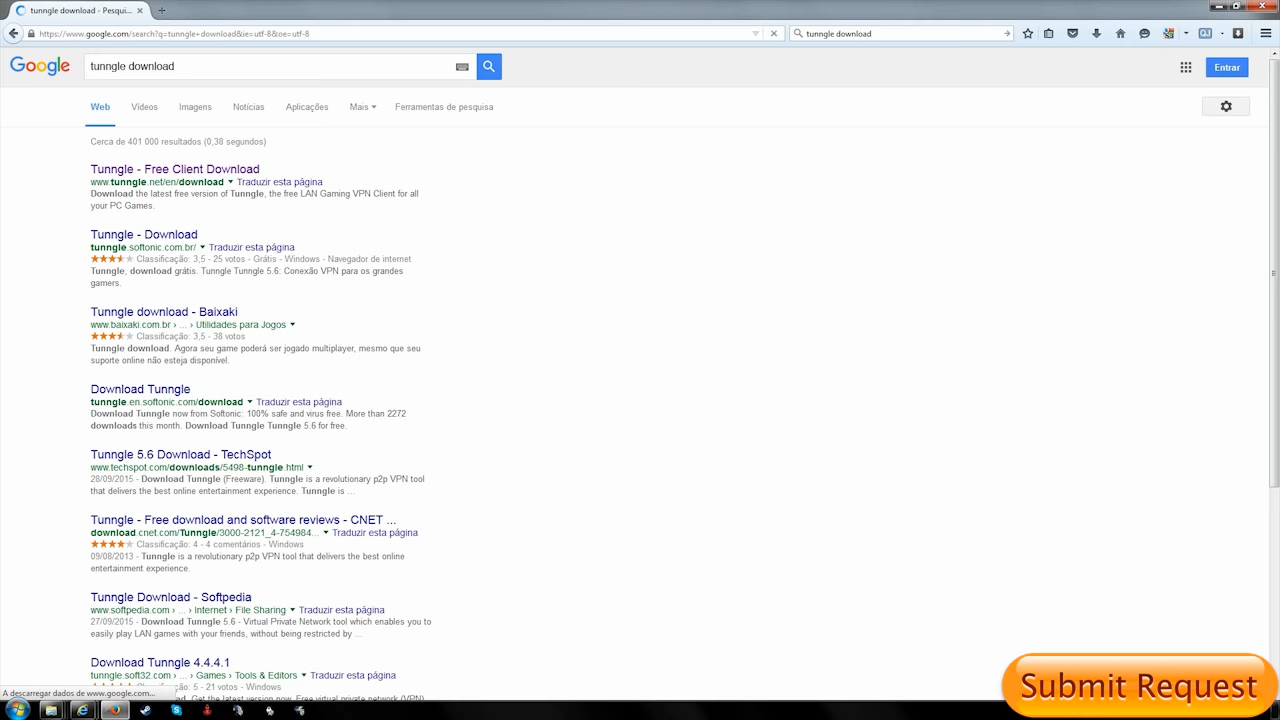 tunngle download - Pesqui...
https://www.google.com/search?q=tunngle+download&ie=utf-8&oe=utf-8
tunngle download
Google
tunngle download
Entrar
Web Vídeos Imagens Notícias Aplicações Mais Ferramentas de pesquisa
Cerca de 401 000 resultados (0,38 segundos)
Tunngle - Free Client Download
www.tunngle.net/en/download Traduzir esta página
Download the latest free version of Tunngle, the free LAN Gaming VPN Client for all
your PC Games.
Tunngle - Download
tunngle.softonic.com.br/ Traduzir esta página
Classificação: 3,5 - 25 votos - Grátis - Windows - Navegador de internet
Tunngle, download grátis. Tunngle Tunngle 5.6: Conexão VPN para os grandes
gamers.
Tunngle download - Baixaki
www.baixaki.com.br › ... › Utilidades para Jogos
Classificação: 3,5 - 38 votos
Tunngle download. Agora seu game poderá ser jogado multiplayer, mesmo que seu
suporte online não esteja disponível.
Download Tunngle
tunngle.en.softonic.com/download Traduzir esta página
Download Tunngle now from Softonic: 100% safe and virus free. More than 2272
downloads this month. Download Tunngle Tunngle 5.6 for free.
Tunngle 5.6 Download - TechSpot
www.techspot.com/downloads/5498-tunngle.html
28/09/2015 - Download Tunngle (Freeware). Tunngle is a revolutionary p2p VPN tool
that delivers the best online entertainment experience. Tunngle is ...
Tunngle - Free download and software reviews - CNET ...
download.cnet.com/Tunngle/3000-2121_4-754984... Traduzir esta página
Classificação: 4 - 4 comentários - Windows
09/08/2013 - Tunngle is a revolutionary p2p VPN tool that delivers the best online
entertainment experience.
Tunngle Download - Softpedia
www.softpedia.com › ... › Internet › File Sharing Traduzir esta página
27/09/2015 - Download Tunngle 5.6 - Virtual Private Network tool which enables you to
easily play LAN games with your friends, without being restricted by ...
Download Tunngle 4.4.4.1
tunngle.soft32.com › ... › Games › Tools & Editors Traduzir esta página
Classificação: 5 - 21 votos - Windows
A descarregar dados de www.google.com...
download. Get the latest version now. Free virtual private network (VPN)
Submit Request